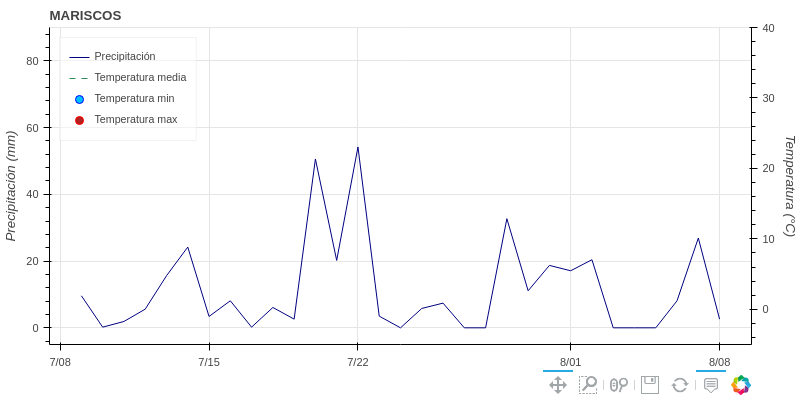 MARISCOS
Precipitación
Temperatura media
Temperatura min
Temperatura max
80
60
40
20
0
Precipitación (mm)
40
30
20
10
0
Temperatura (°C)
7/08
7/15
7/22
8/01
8/08